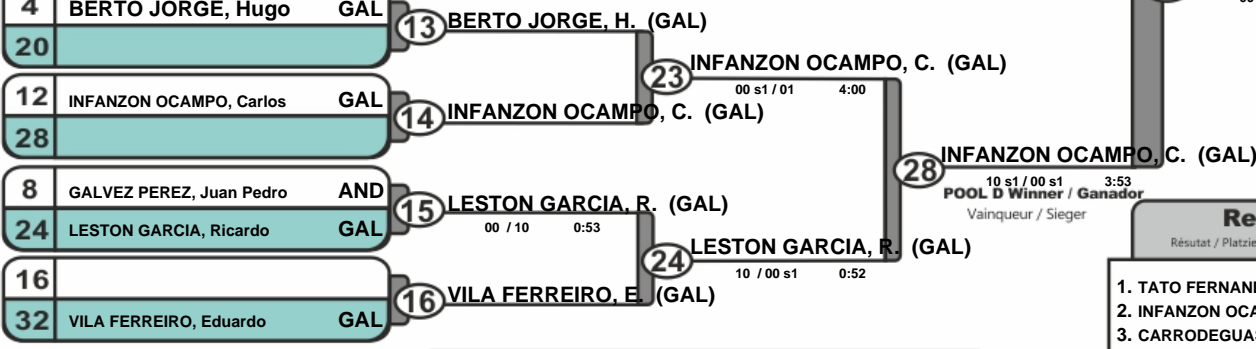 4 BERTO JORGE, Hugo GAL
20
13 BERTO JORGE, H. (GAL)
12 INFANZON OCAMPO, Carlos GAL
28
14 INFANZON OCAMPO, C. (GAL)
23 INFANZON OCAMPO, C. (GAL)
00 s1 / 01 4:00
8 GALVEZ PEREZ, Juan Pedro AND
24 LESTON GARCIA, Ricardo GAL
15 LESTON GARCIA, R. (GAL)
00 / 10 0:53
16
32 VILA FERREIRO, Eduardo GAL
16 VILA FERREIRO, E. (GAL)
24 LESTON GARCIA, R. (GAL)
10 / 00 s1 0:52
28 INFANZON OCAMPO, C. (GAL)
10 s1 / 00 s1 3:53
POOL D Winner / Ganador
Vainqueur / Sieger
Re
Résutat / Platzie
1. TATO FERNAN
2. INFANZON OCA
3. CARRODEGUA